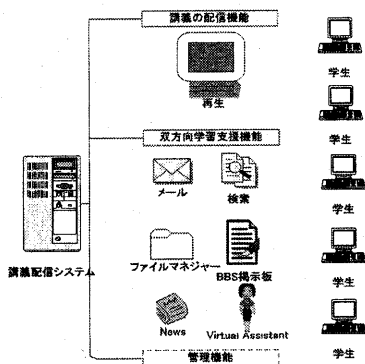 講義の配信機能
再生
学生
学生
双方向学習支援機能
メール
検索
学生
講義配信システム
ファイルマネジャー
BBS掲示板
学生
News
Virtual Assistent
学生
管理機能